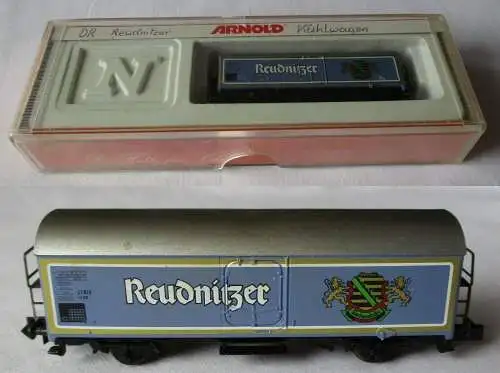 DR Reudnitzer ARNOLD Kühlwagen
N
Reudnitzer
Reudnitzer